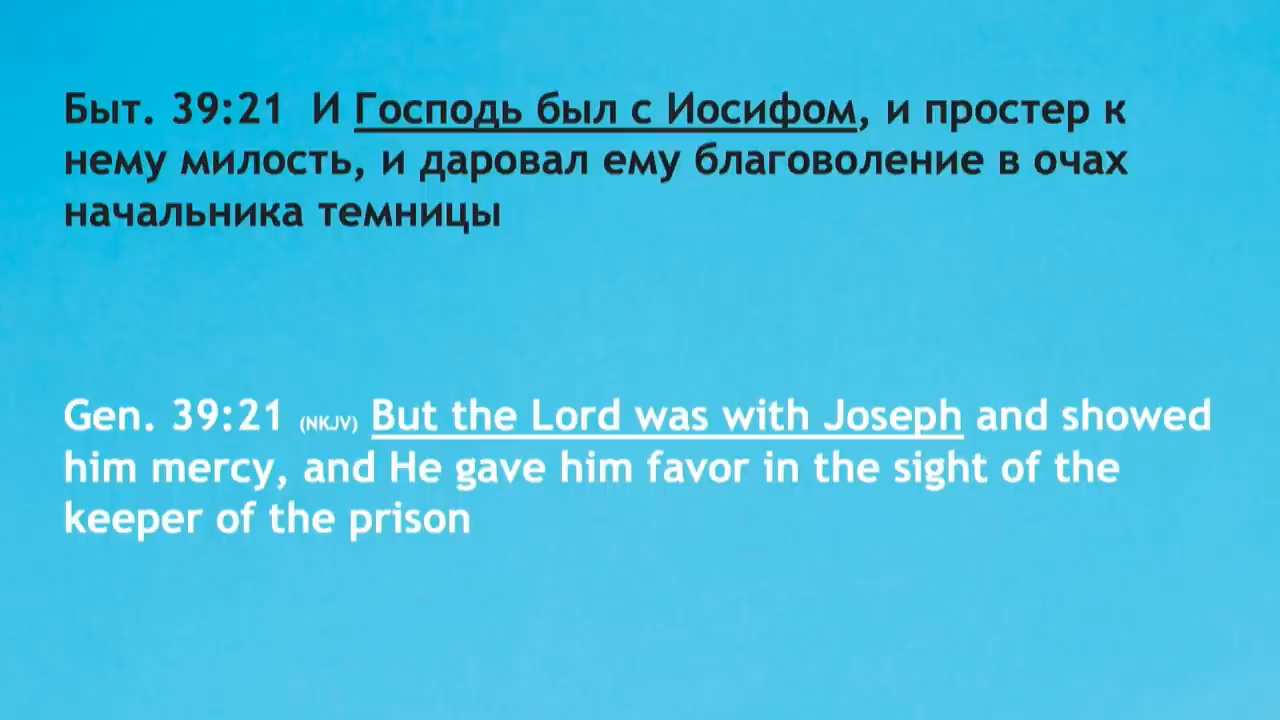 Быт. 39:21  И Господь был с Иосифом, и простер к
нему милость, и даровал ему благоволение в очах
начальника темницы
Gen. 39:21 (NKJV) But the Lord was with Joseph and showed
him mercy, and He gave him favor in the sight of the
keeper of the prison